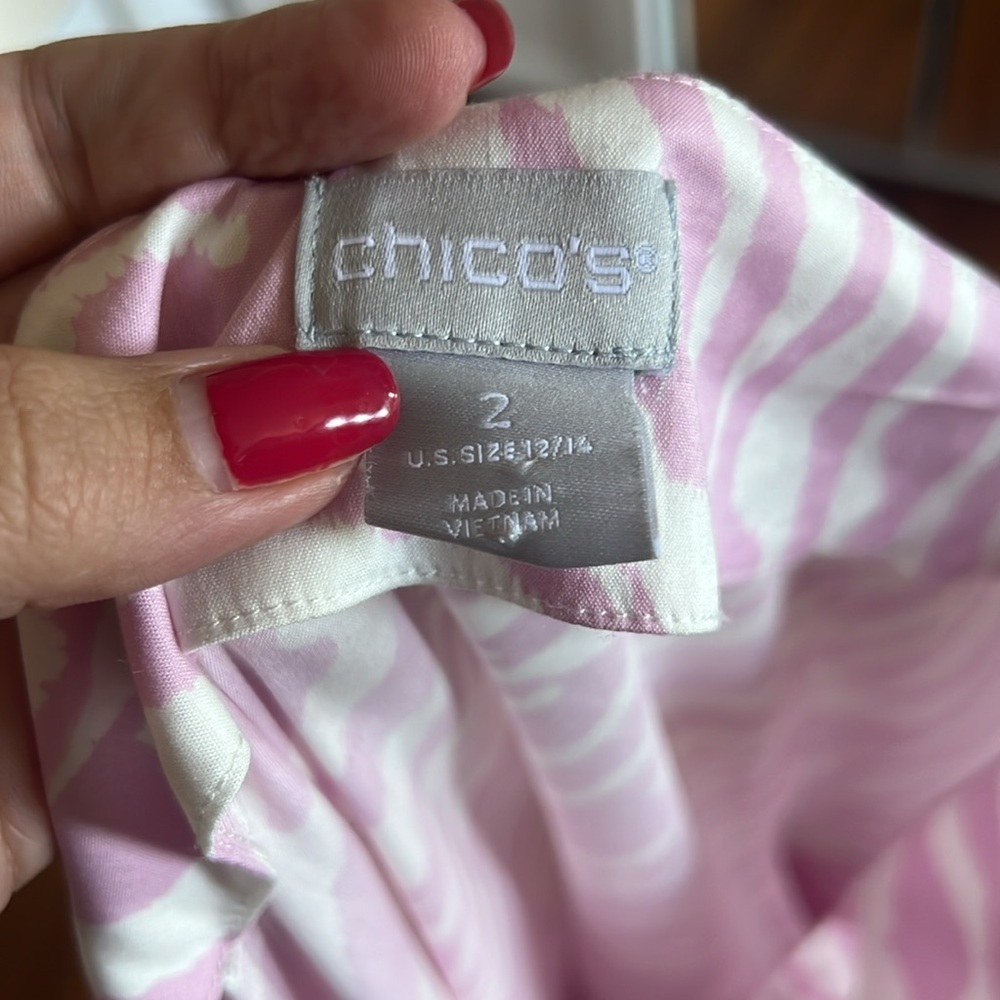 chico's®
2
U.S. SIZE 12/14
MADE IN
VIETNAM